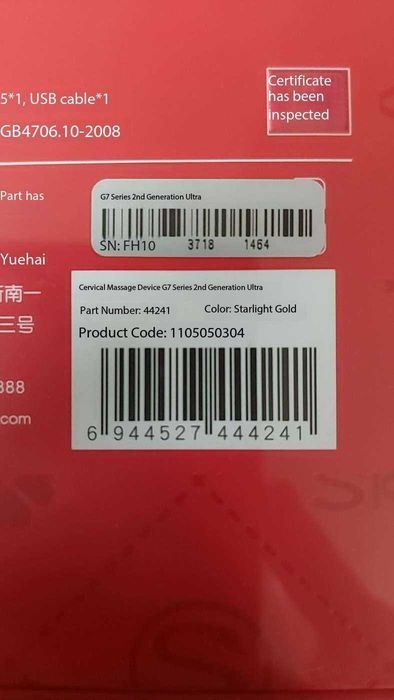 Certificate
has been
inspected
5*1, USB cable*1
GB4706.10-2008
Part has
G7 Series 2nd Generation Ultra
SN: FH10 3718 1464
Yuehai
Cervical Massage Device G7 Series 2nd Generation Ultra
Part Number: 44241 Color: Starlight Gold
Product Code: 1105050304
南一
三号
888
com
6 944527 444241